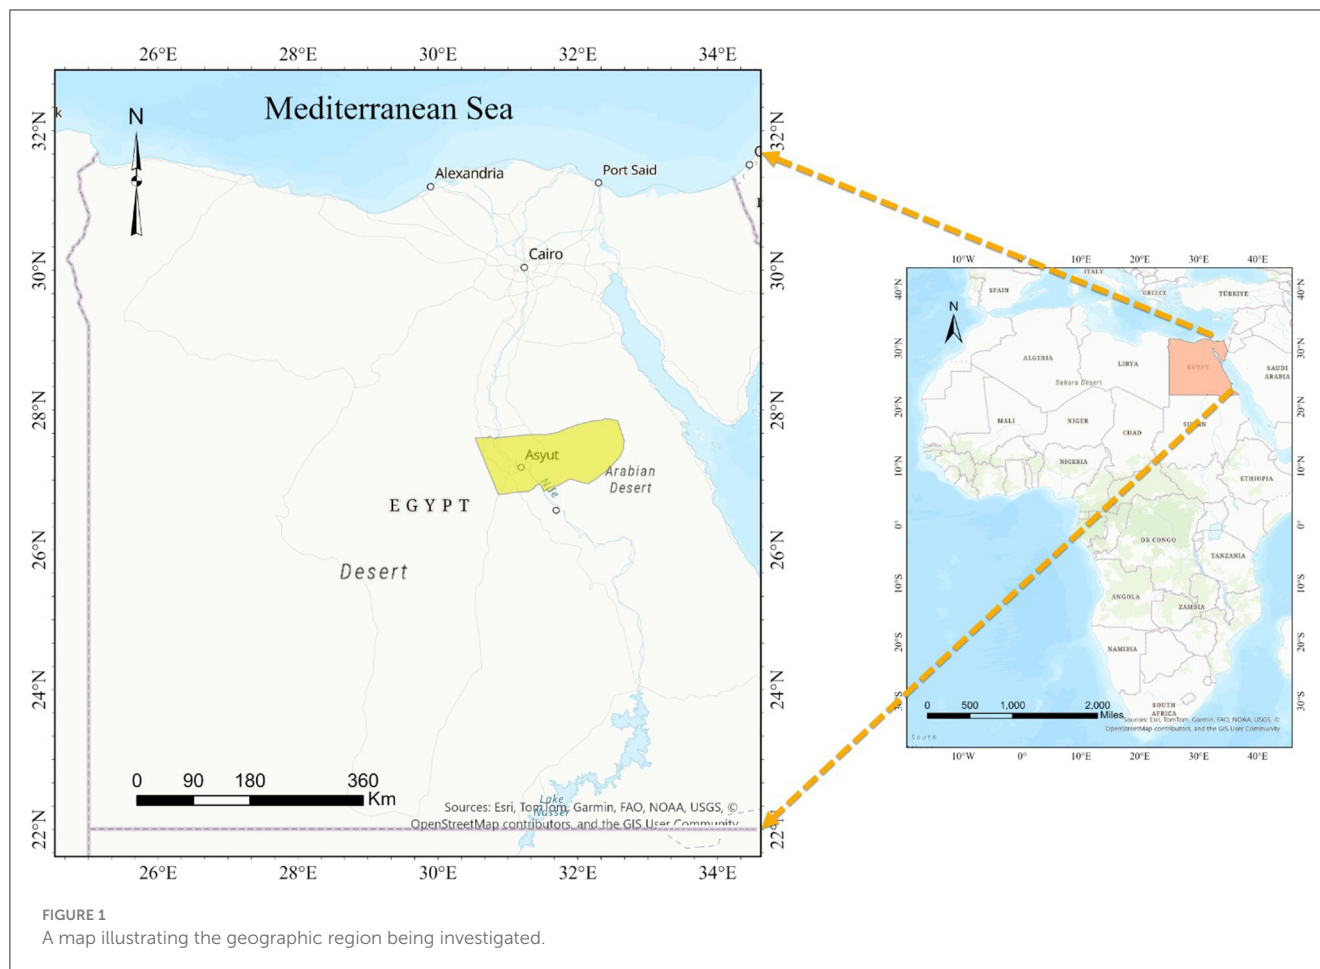 26°E 28°E 30°E 32°E 34°E
Mediterranean Sea
k
N
32°N
32°N
Alexandria
Port Said
Cairo
30°N
30°N
28°N
28°N
Asyut
Nile
Arabian
Desert
EGYPT
26°N
26°N
Desert
24°N
24°N
0 90 180 360
Km
Lake
Nasser
Sources: Esri, TomTom, Garmin, FAO, NOAA, USGS, ©
OpenStreetMap contributors, and the GIS User Community
22°N
26°E 28°E 30°E 32°E 34°E
10°W 0° 10°E 20°E 30°E 40°E
ITALY
SPAIN
GREECE
TÜRKIYE
40°N
40°N
N
30°N
30°N
ALGERIA
LIBYA
EGYPT
SAUDI
ARABIA
Sahara Desert
20°N
20°N
MALI
NIGER
CHAD
SUDAN
10°N
10°N
NIGERIA
ETHIOPIA
0°
0°
DR CONGO
TANZANIA
10°S
10°S
ANGOLA
ZAMBIA
20°S
20°S
NAMIBIA
30°S
30°S
SOUTH
AFRICA
0 500 1,000 2,000
Miles
Sources: Esri, TomTom, Garmin, FAO, NOAA, USGS, ©
OpenStreetMap contributors, and the GIS User Community
South
10°W 0° 10°E 20°E 30°E 40°E
FIGURE 1
A map illustrating the geographic region being investigated.